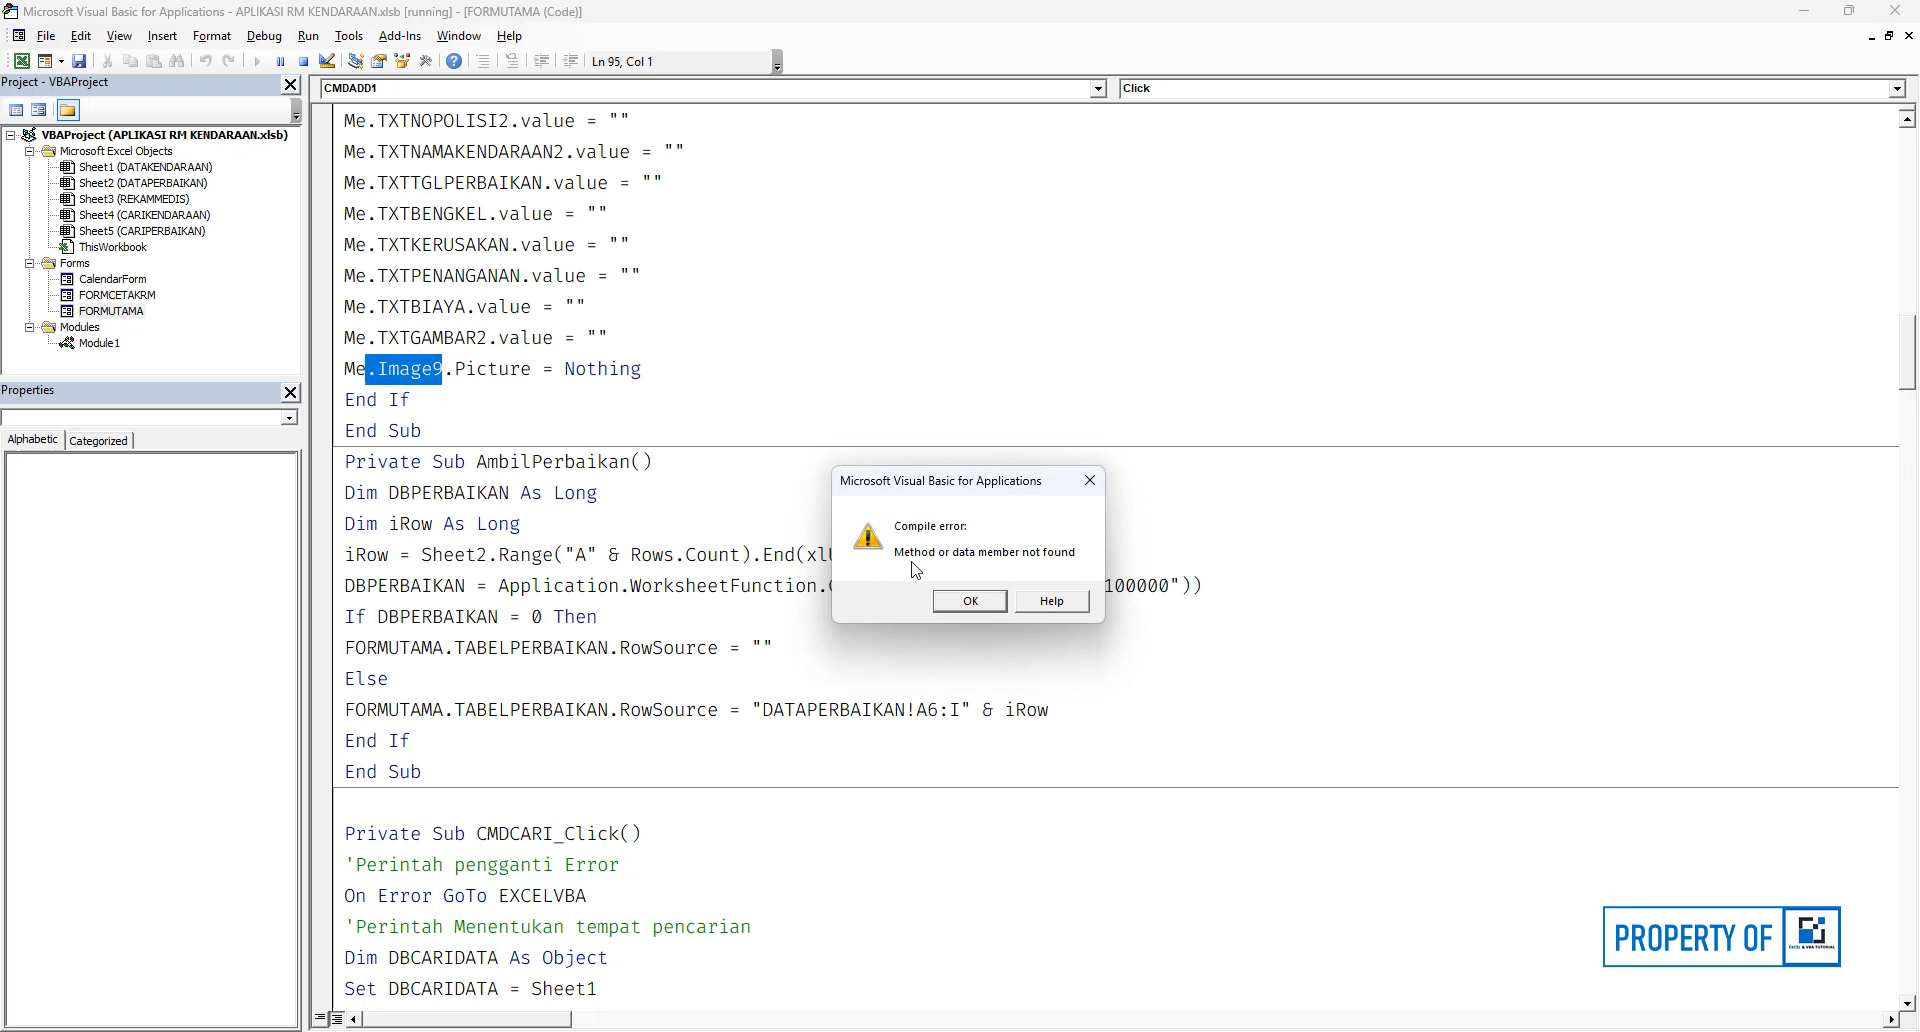 Microsoft Visual Basic for Applications - APLIKASI RM KENDARAAN.xlsb [running] - [FORMUTAMA (Code)]
File Edit View Insert Format Debug Run Tools Add-Ins Window Help
Ln 95, Col 1
Project - VBAProject
VBAProject (APLIKASI RM KENDARAAN.xlsb)
Microsoft Excel Objects
Sheet1 (DATAKENDARAAN)
Sheet2 (DATAPERBAIKAN)
Sheet3 (REKAMMEDIS)
Sheet4 (CARIKENDARAAN)
Sheet5 (CARIPERBAIKAN)
ThisWorkbook
Forms
CalendarForm
FORMCETAKRM
FORMUTAMA
Modules
Module1
Properties
Alphabetic Categorized
CMDADD1 Click
Me.TXTNOPOLISI2.value = ""
Me.TXTNAMAKENDARAAN2.value = ""
Me.TXTTGLPERBAIKAN.value = ""
Me.TXTBENGKEL.value = ""
Me.TXTKERUSAKAN.value = ""
Me.TXTPENANGANAN.value = ""
Me.TXTBIAYA.value = ""
Me.TXTGAMBAR2.value = ""
Me.Image9.Picture = Nothing
End If
End Sub
Private Sub AmbilPerbaikan()
Dim DBPERBAIKAN As Long
Dim iRow As Long
iRow = Sheet2.Range("A" & Rows.Count).End(xlU
DBPERBAIKAN = Application.WorksheetFunction. 100000"))
If DBPERBAIKAN = 0 Then
FORMUTAMA.TABELPERBAIKAN.RowSource = ""
Else
FORMUTAMA.TABELPERBAIKAN.RowSource = "DATAPERBAIKAN!A6:I" & iRow
End If
End Sub
Private Sub CMDCARI_Click()
'Perintah pengganti Error
On Error GoTo EXCELVBA
'Perintah Menentukan tempat pencarian
Dim DBCARIDATA As Object
Set DBCARIDATA = Sheet1
Microsoft Visual Basic for Applications
Compile error:
Method or data member not found
OK Help
PROPERTY OF
EXCEL & VBA TUTORIAL